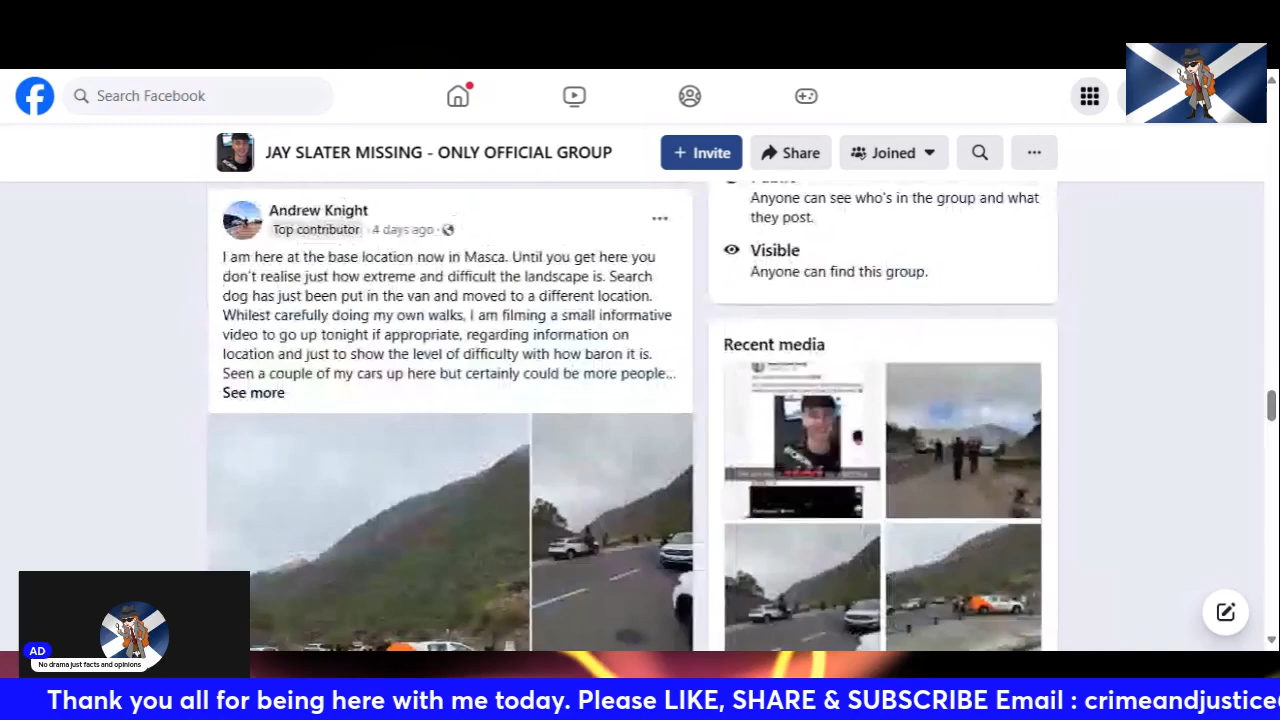 Search Facebook
JAY SLATER MISSING - ONLY OFFICIAL GROUP
+ Invite
Share
Joined
Andrew Knight
Top contributor · 4 days ago ·
I am here at the base location now in Masca. Until you get here you
don't realise just how extreme and difficult the landscape is. Search
dog has just been put in the van and moved to a different location.
Whilest carefully doing my own walks, I am filming a small informative
video to go up tonight if appropriate, regarding information on
location and just to show the level of difficulty with how baron it is.
Seen a couple of my cars up here but certainly could be more people...
See more
Anyone can see who's in the group and what
they post.
Visible
Anyone can find this group.
Recent media
AD
No drama just facts and opinions
Thank you all for being here with me today. Please LIKE, SHARE & SUBSCRIBE Email : crimeandjustice